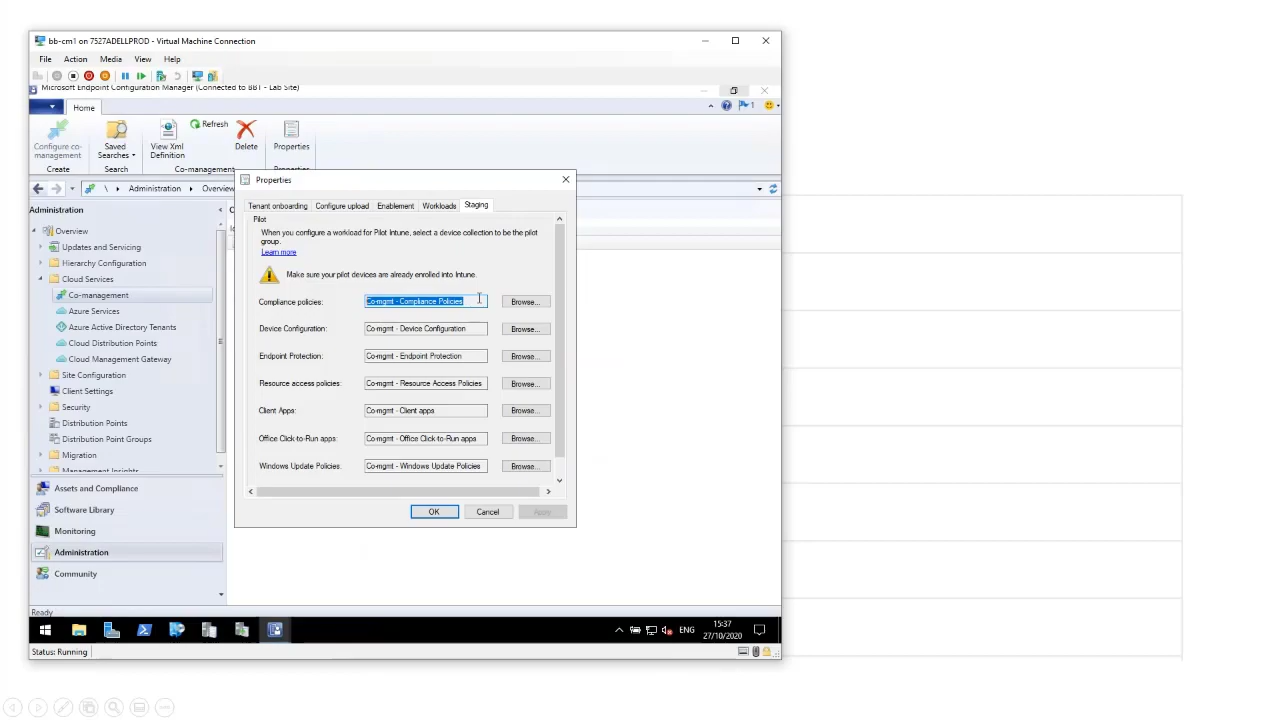 bb-cm1 on 7527ADELLPROD - Virtual Machine Connection
File Action Media View Help
Microsoft Endpoint Configuration Manager (Connected to BBT - Lab Site)
Home
1
Configure co-management
Saved Searches
View Xml Definition
Refresh
Delete
Properties
Create
Search
Co-management
Properties
\ Administration Overview
Administration
Overview
Updates and Servicing
Hierarchy Configuration
Cloud Services
Co-management
Azure Services
Azure Active Directory Tenants
Cloud Distribution Points
Cloud Management Gateway
Site Configuration
Client Settings
Security
Distribution Points
Distribution Point Groups
Migration
Management Insights
Assets and Compliance
Software Library
Monitoring
Administration
Community
Properties
Tenant onboarding Configure upload Enablement Workloads Staging
Pilot
When you configure a workload for Pilot Intune, select a device collection to be the pilot
group.
Learn more
Make sure your pilot devices are already enrolled into Intune.
Compliance policies: Co-mgmt - Compliance Policies Browse...
Device Configuration: Co-mgmt - Device Configuration Browse...
Endpoint Protection: Co-mgmt - Endpoint Protection Browse...
Resource access policies: Co-mgmt - Resource Access Policies Browse...
Client Apps: Co-mgmt - Client apps Browse...
Office Click-to-Run apps: Co-mgmt - Office Click-to-Run apps Browse...
Windows Update Policies: Co-mgmt - Windows Update Policies Browse...
OK Cancel Apply
Ready
ENG
15:37
27/10/2020
Status: Running